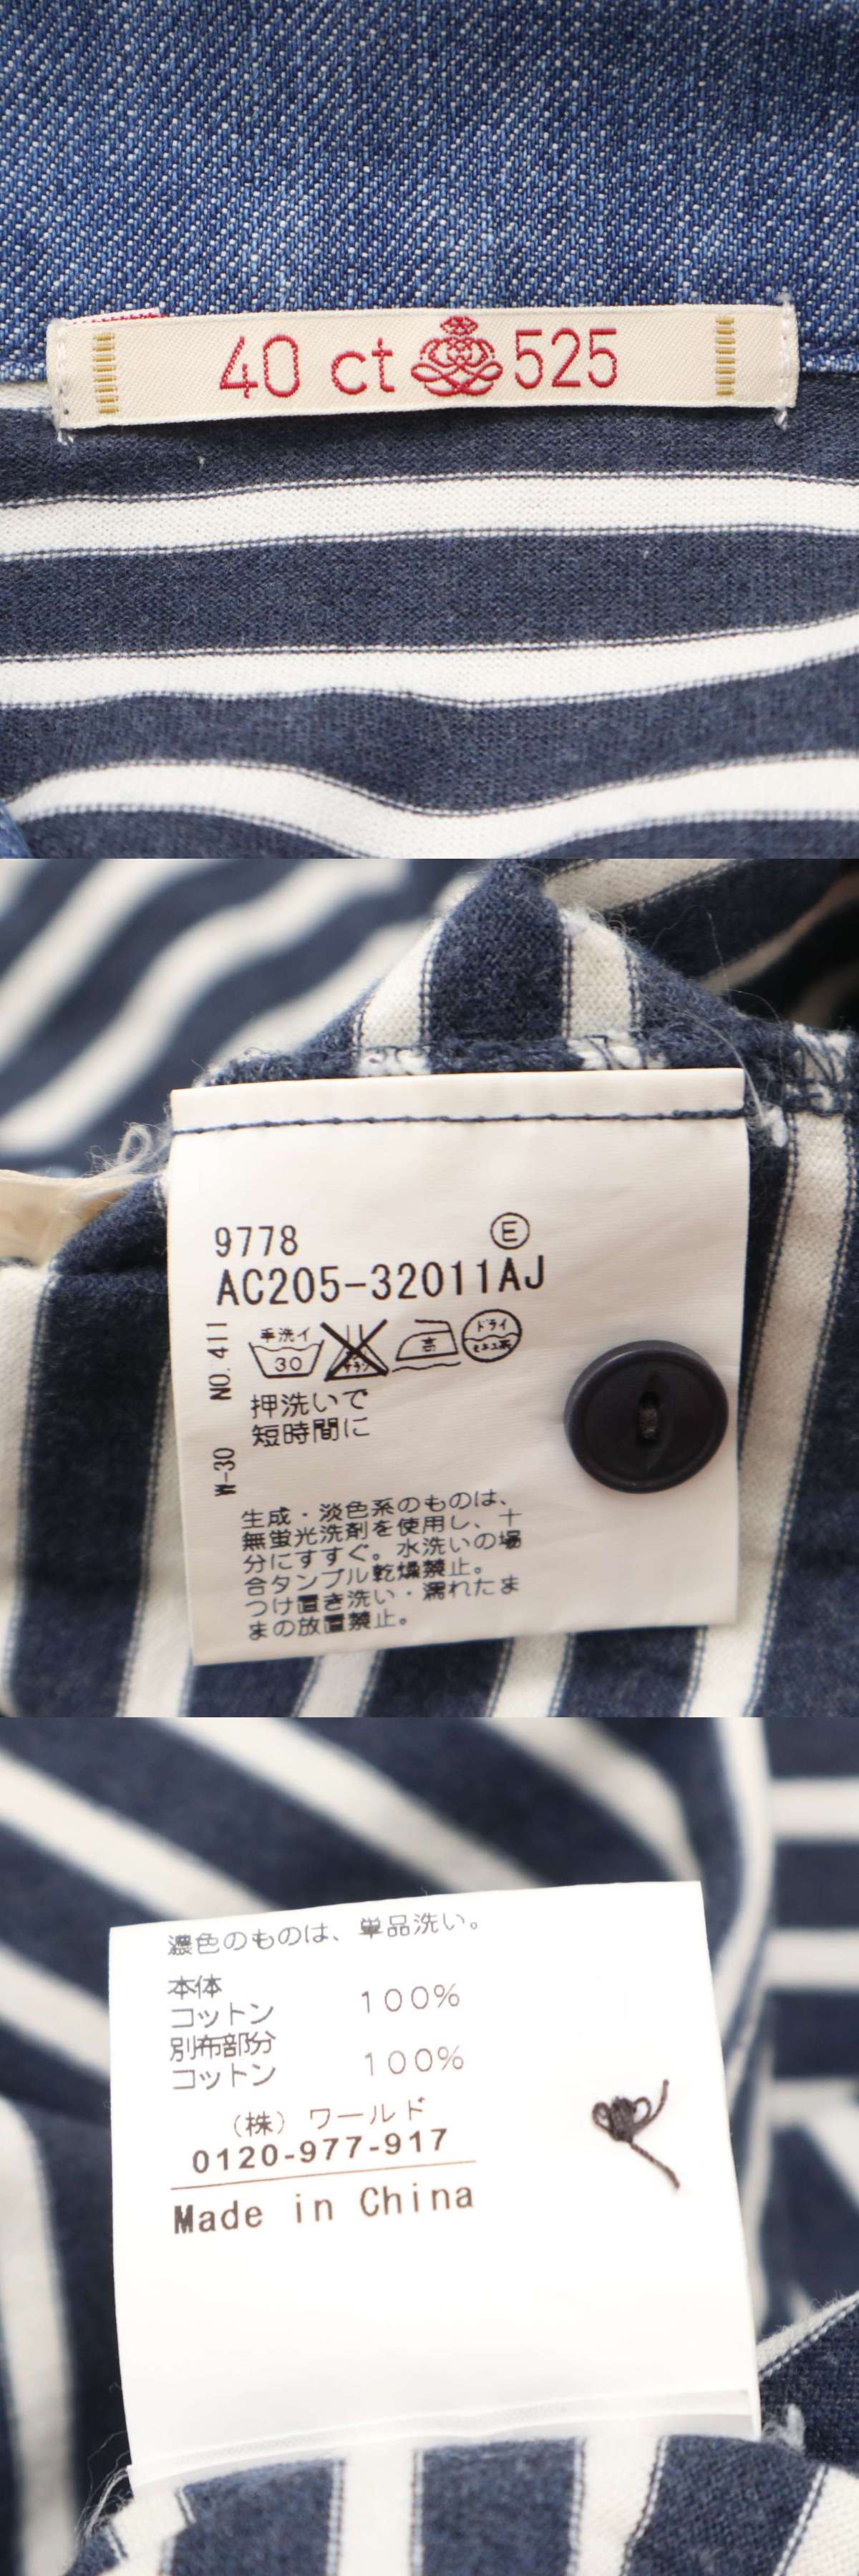 40 ct 525
9778 Ⓔ
AC205-32011AJ
手洗イ 30 高 ドライ
NO.411
W-30
押洗いで
短時間に
生成・淡色系のものは、
無蛍光洗剤を使用し、十
分にすすぐ。水洗いの場
合タンブル乾燥禁止。
つけ置き洗い・濡れたま
まの放置禁止。
濃色のものは、単品洗い。
本体
コットン 100%
別布部分
コットン 100%
(株)ワールド
0120-977-917
Made in China